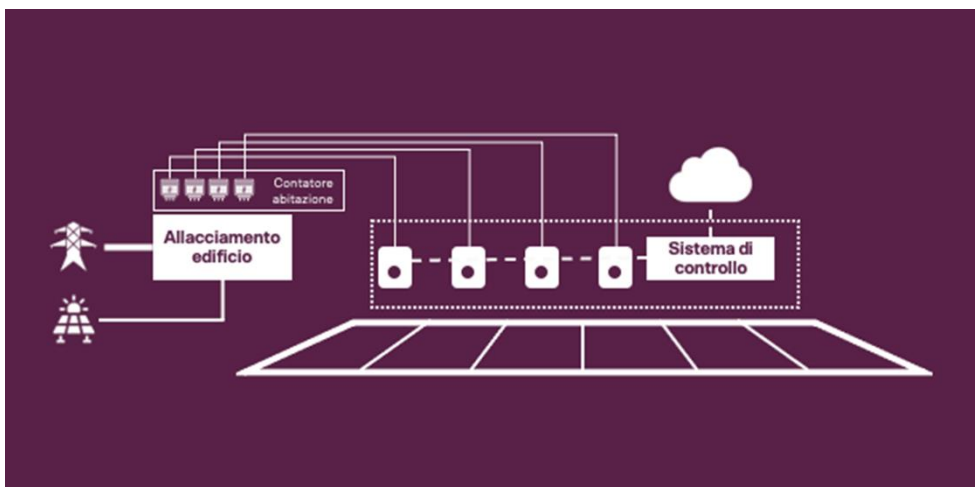 Contatore
abitazione
Allacciamento
edificio
Sistema di
controllo